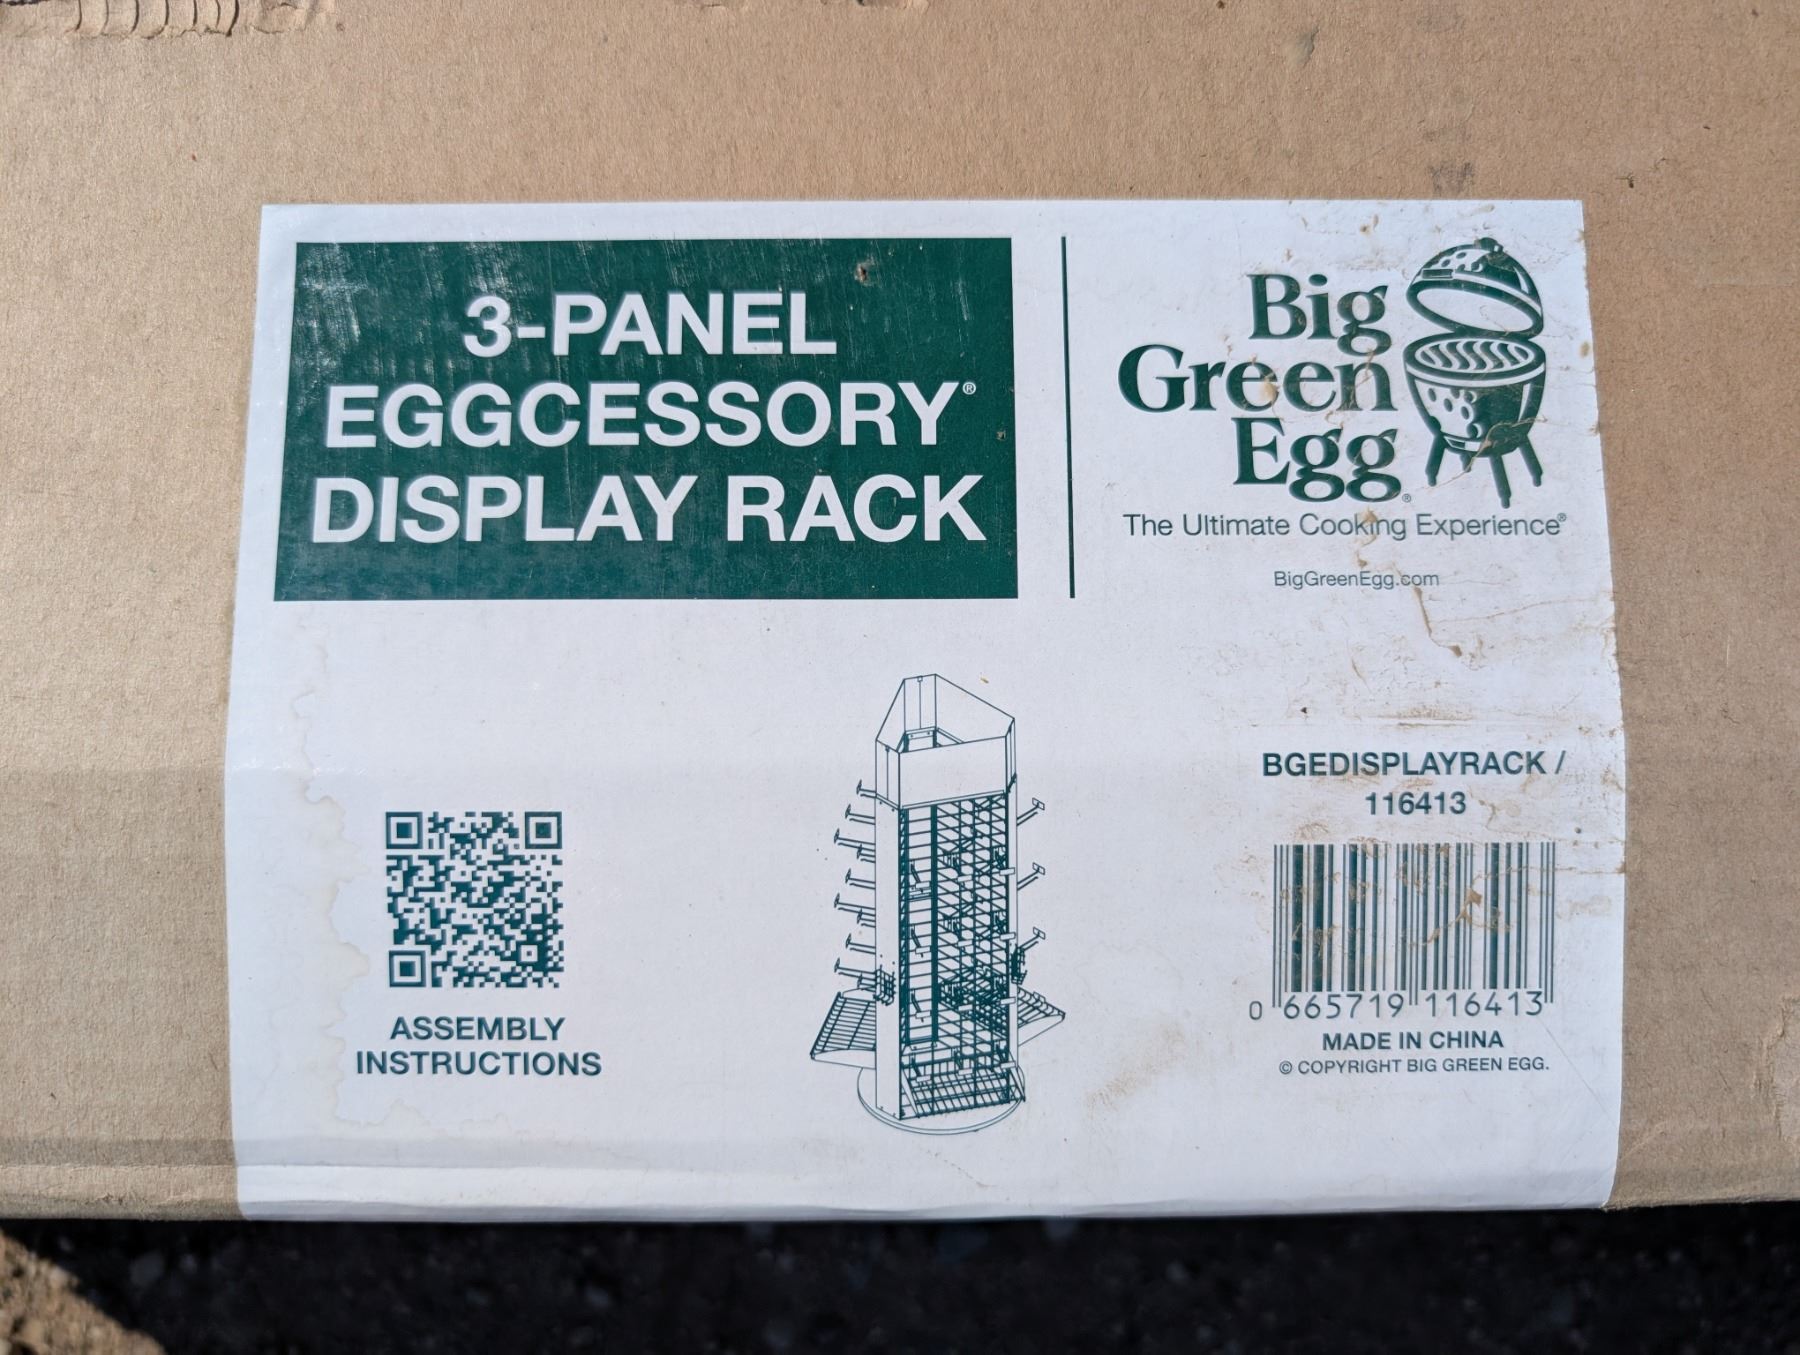 3-PANEL
EGGCESSORY®
DISPLAY RACK
Big
Green
Egg®
The Ultimate Cooking Experience®
BigGreenEgg.com
BGEDISPLAYRACK /
116413
0 665719 116413
MADE IN CHINA
© COPYRIGHT BIG GREEN EGG.
ASSEMBLY
INSTRUCTIONS